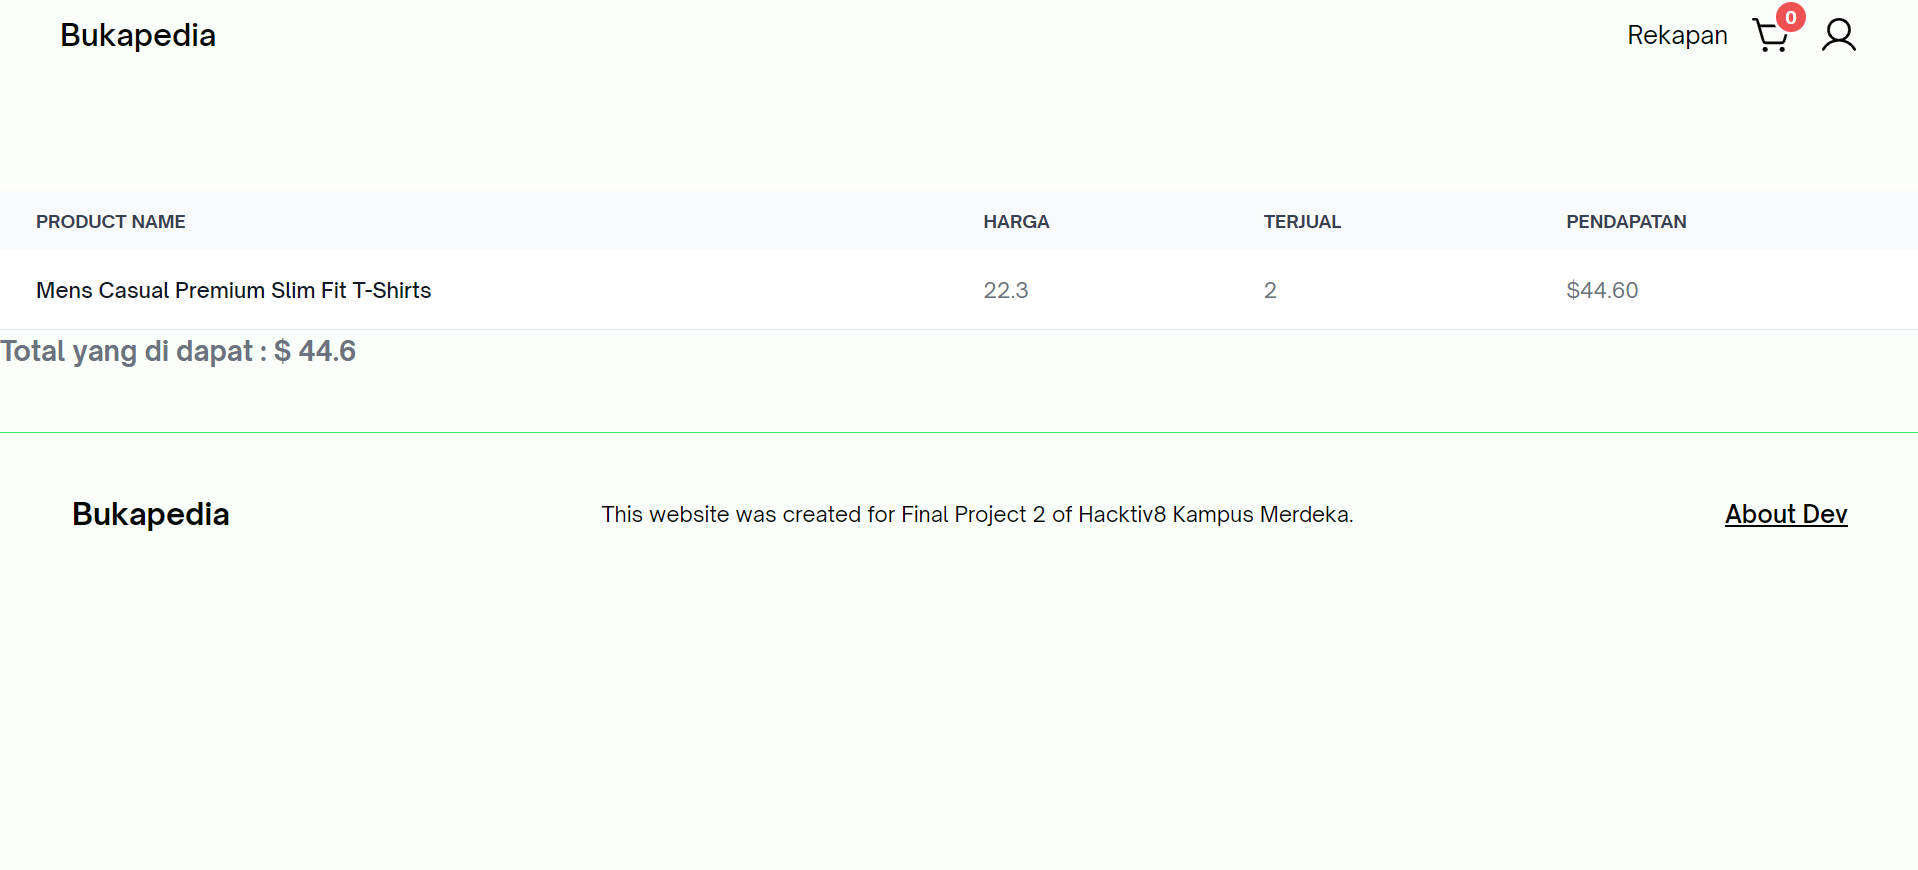 Bukapedia
Rekapan
0
PRODUCT NAME HARGA TERJUAL PENDAPATAN
Mens Casual Premium Slim Fit T-Shirts 22.3 2 $44.60
Total yang di dapat : $ 44.6
Bukapedia
This website was created for Final Project 2 of Hacktiv8 Kampus Merdeka.
About Dev